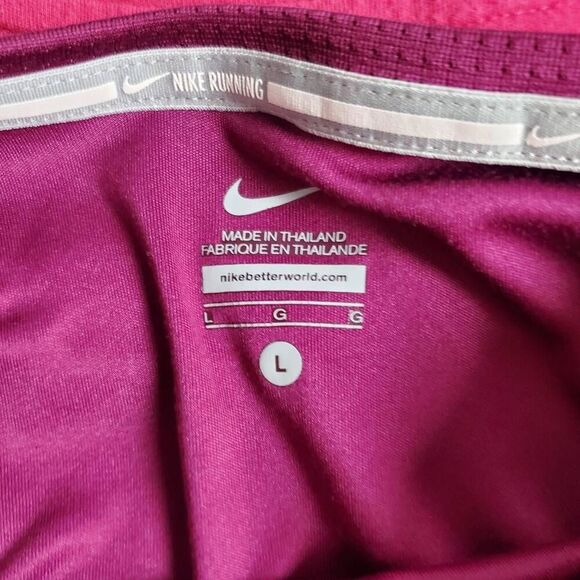 NIKE RUNNING
MADE IN THAILAND
FABRIQUE EN THAILANDE
nikebetterworld.com
L G G
L